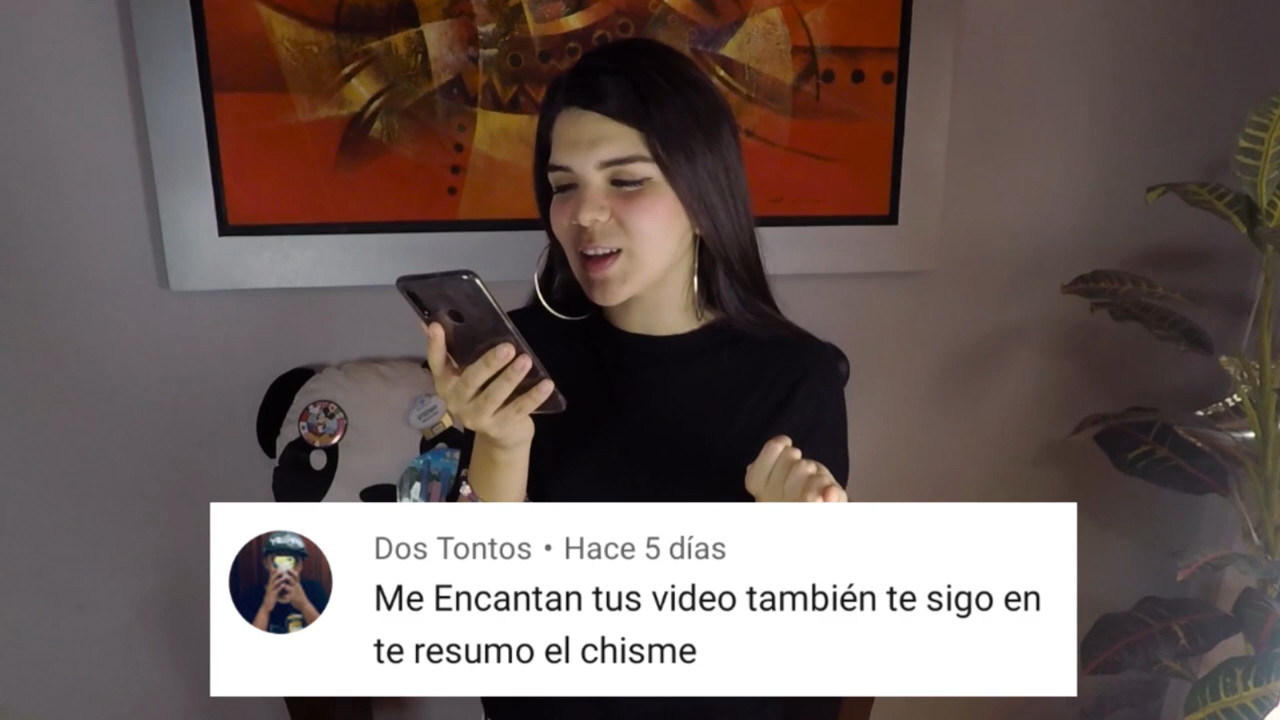 Dos Tontos • Hace 5 días
Me Encantan tus video también te sigo en
te resumo el chisme